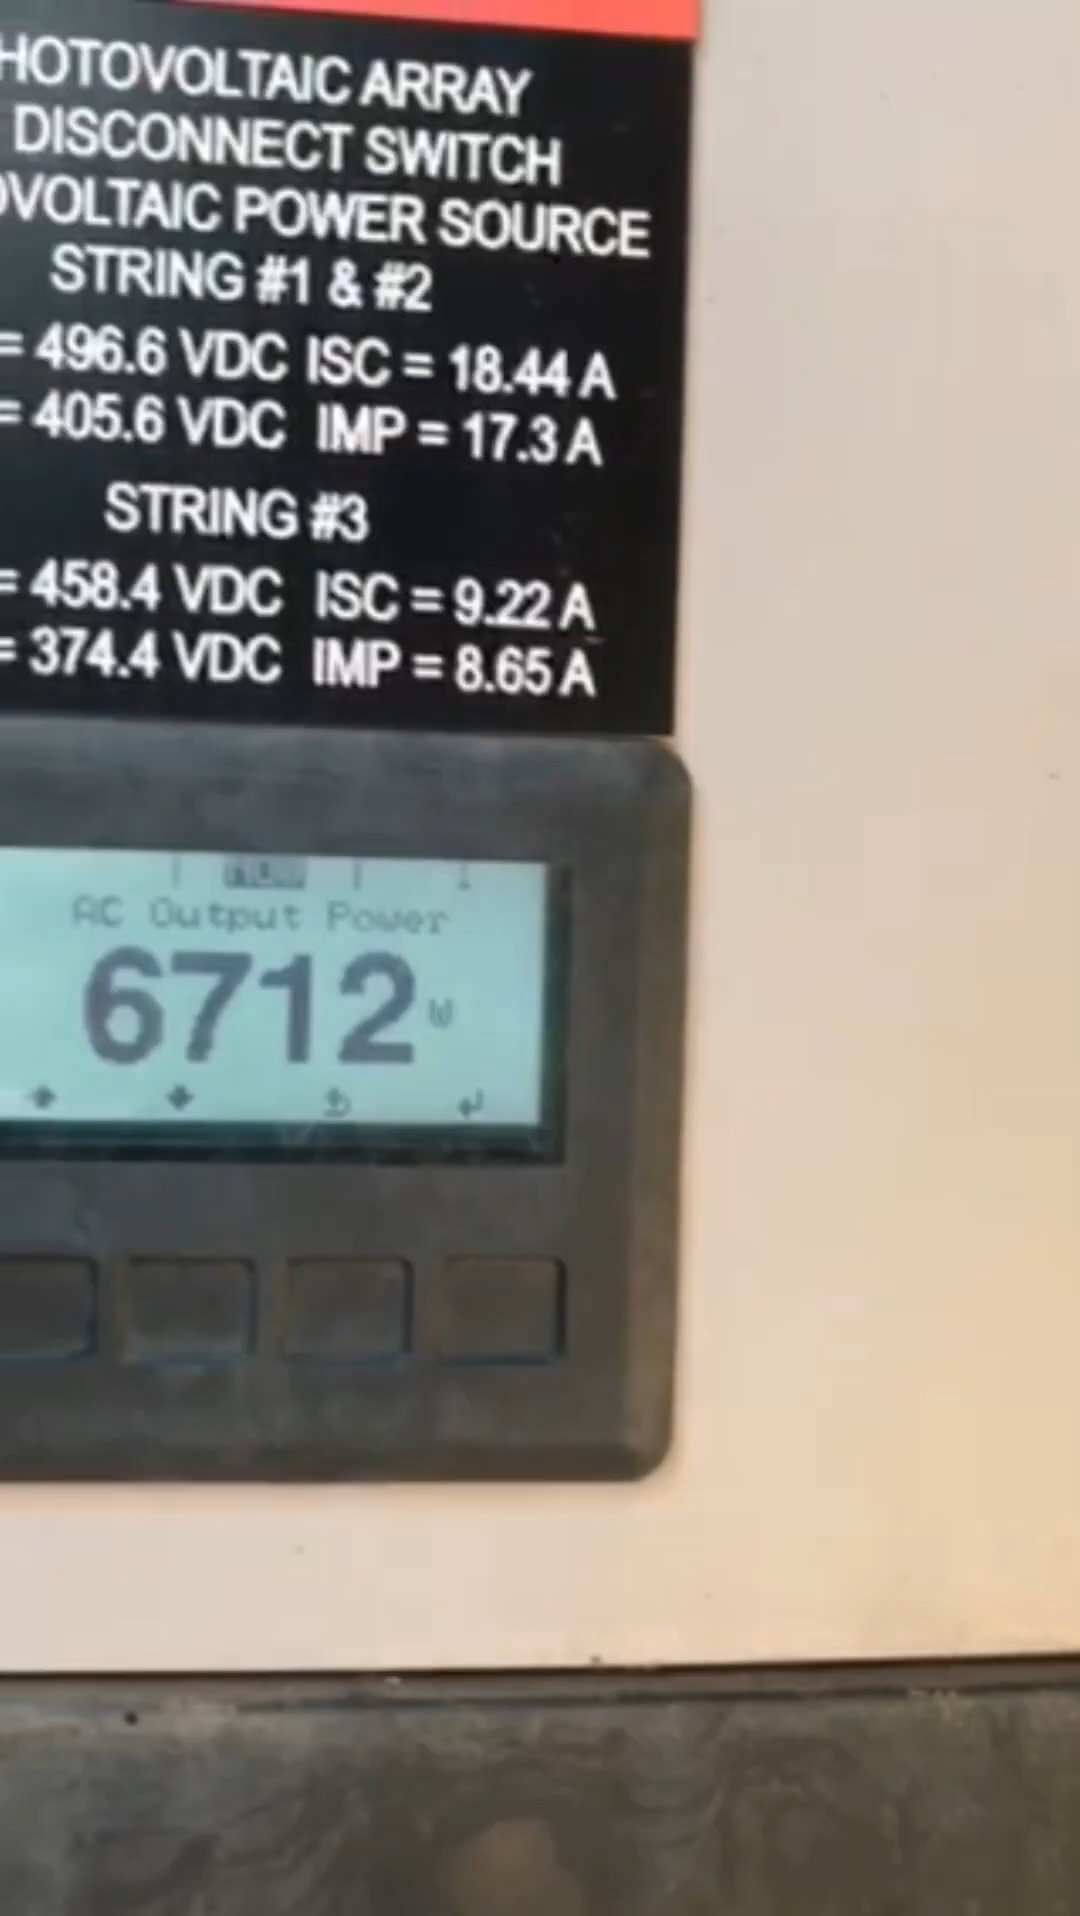 HOTOVOLTAIC ARRAY
DISCONNECT SWITCH
OVOLTAIC POWER SOURCE
STRING #1 & #2
= 496.6 VDC ISC = 18.44 A
= 405.6 VDC IMP = 17.3 A
STRING #3
= 458.4 VDC ISC = 9.22 A
= 374.4 VDC IMP = 8.65 A
AC Output Power
6712 W